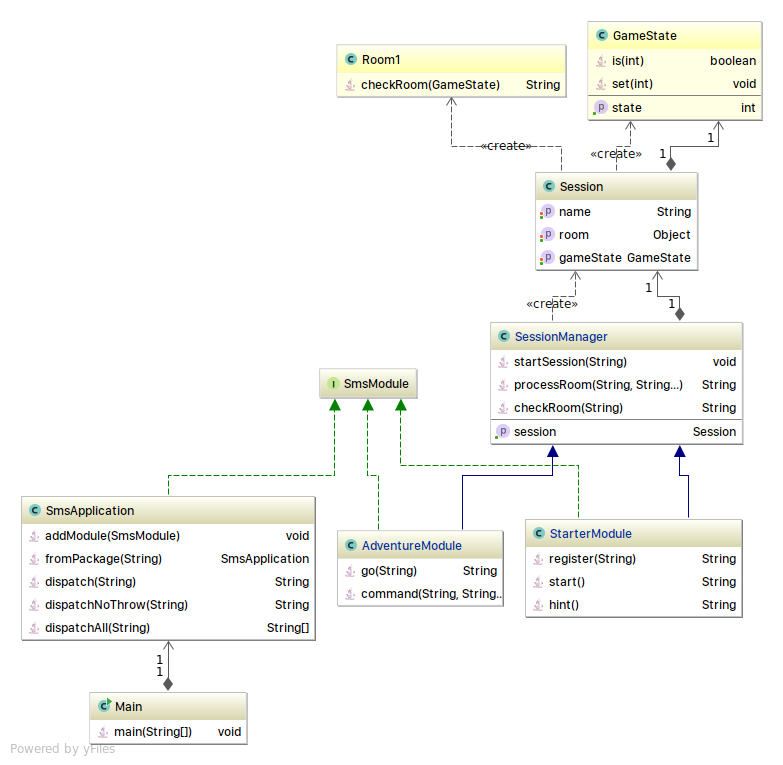 GameState
is(int) boolean
set(int) void
state int
Room1
checkRoom(GameState) String
1
«create»
«create»
1
Session
name String
room Object
gameState GameState
1
«create»
1
SessionManager
startSession(String) void
processRoom(String, String...) String
checkRoom(String) String
session Session
SmsModule
SmsApplication
addModule(SmsModule) void
fromPackage(String) SmsApplication
dispatch(String) String
dispatchNoThrow(String) String
dispatchAll(String) String[]
AdventureModule
go(String) String
command(String, String..
StarterModule
register(String) String
start() String
hint() String
1
1
Main
main(String[]) void
Powered by yFiles